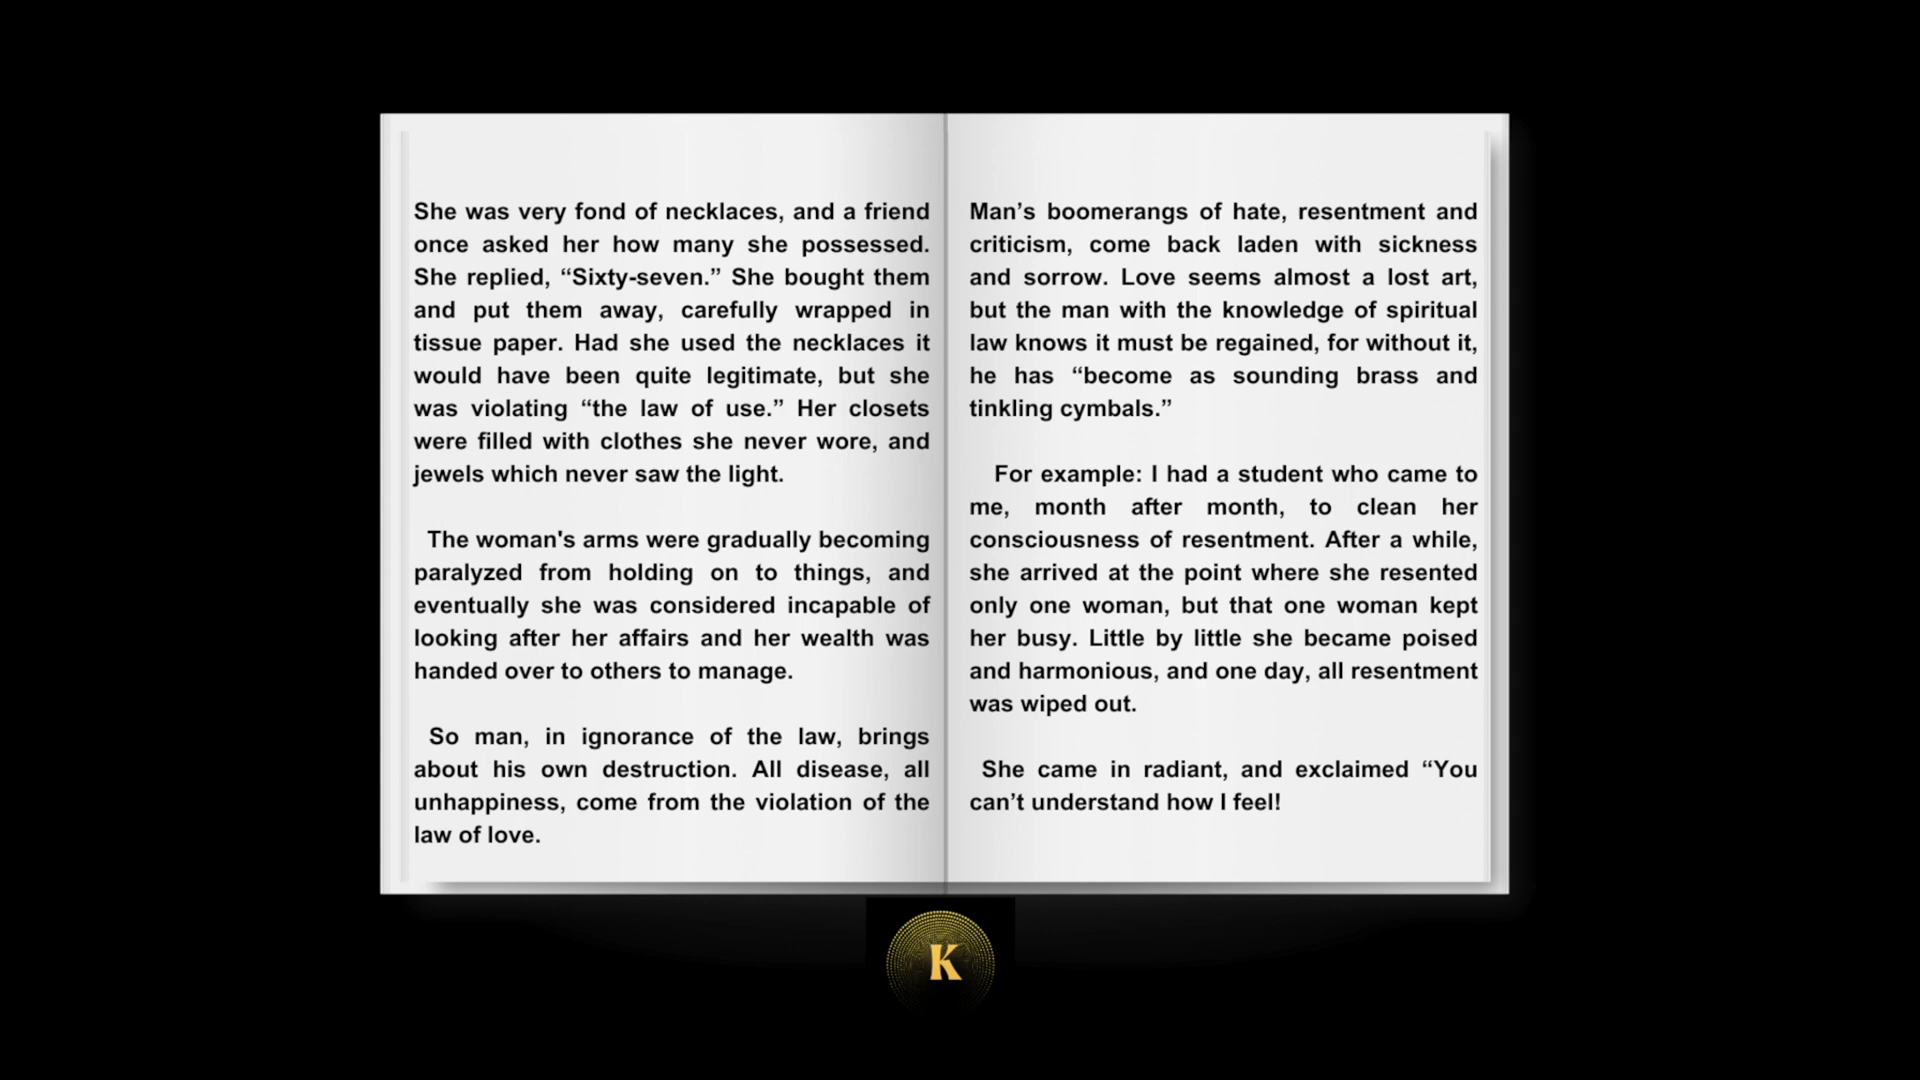 She was very fond of necklaces, and a friend
once asked her how many she possessed.
She replied, “Sixty-seven.” She bought them
and put them away, carefully wrapped in
tissue paper. Had she used the necklaces it
would have been quite legitimate, but she
was violating “the law of use.” Her closets
were filled with clothes she never wore, and
jewels which never saw the light.
The woman's arms were gradually becoming
paralyzed from holding on to things, and
eventually she was considered incapable of
looking after her affairs and her wealth was
handed over to others to manage.
So man, in ignorance of the law, brings
about his own destruction. All disease, all
unhappiness, come from the violation of the
law of love.
Man’s boomerangs of hate, resentment and
criticism, come back laden with sickness
and sorrow. Love seems almost a lost art,
but the man with the knowledge of spiritual
law knows it must be regained, for without it,
he has “become as sounding brass and
tinkling cymbals.”
For example: I had a student who came to
me, month after month, to clean her
consciousness of resentment. After a while,
she arrived at the point where she resented
only one woman, but that one woman kept
her busy. Little by little she became poised
and harmonious, and one day, all resentment
was wiped out.
She came in radiant, and exclaimed “You
can’t understand how I feel!
K